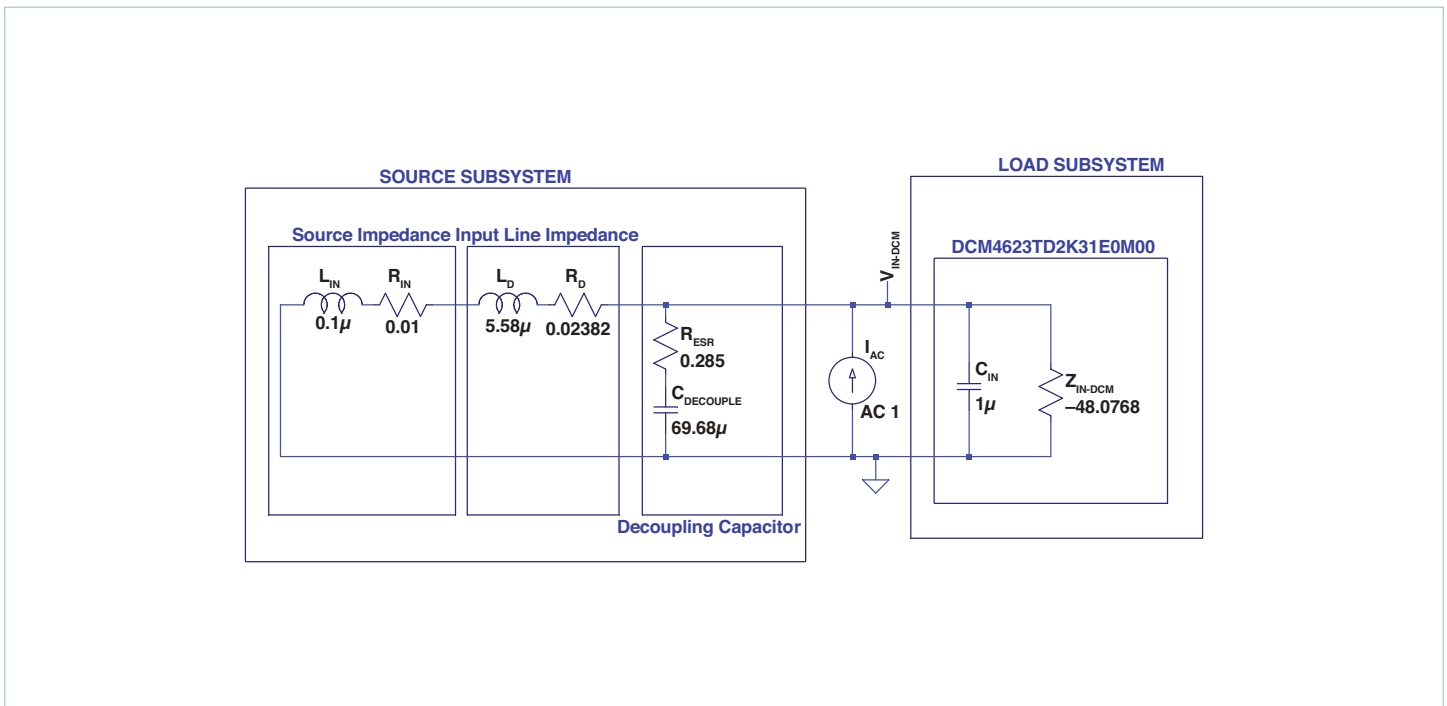 SOURCE SUBSYSTEM
LOAD SUBSYSTEM
Source Impedance
Input Line Impedance
DCM4623TD2K31E0M00
L_IN
0.1µ
R_IN
0.01
L_D
5.58µ
R_D
0.02382
R_ESR
0.285
C_DECOUPLE
69.68µ
Decoupling Capacitor
I_AC
AC 1
V_IN-DCM
C_IN
1µ
Z_IN-DCM
–48.0768